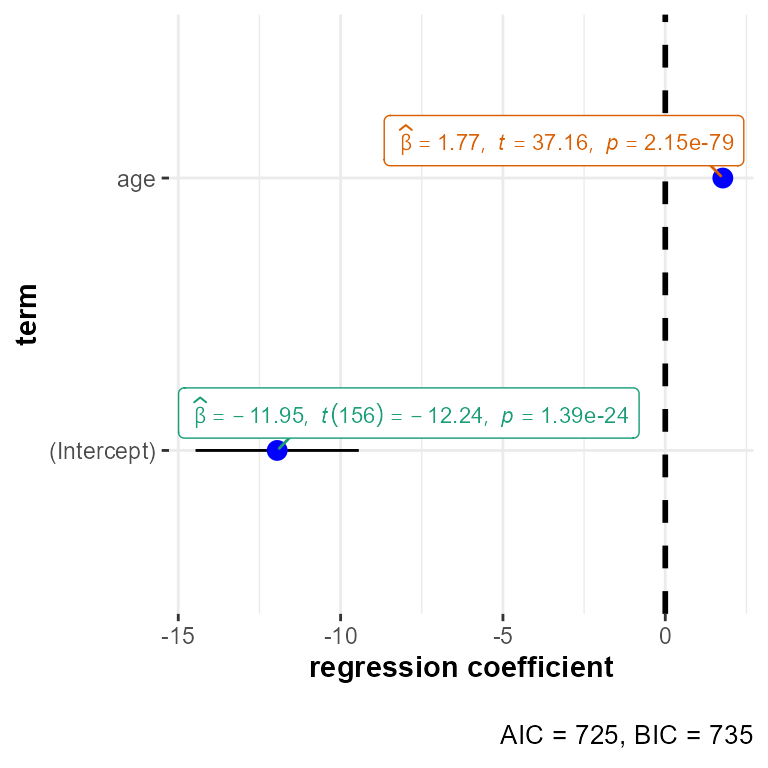 β̂ = 1.77, t = 37.16, p = 2.15e-79
age
term
β̂ = − 11.95, t(156) = − 12.24, p = 1.39e-24
(Intercept)
-15 -10 -5 0
regression coefficient
AIC = 725, BIC = 735